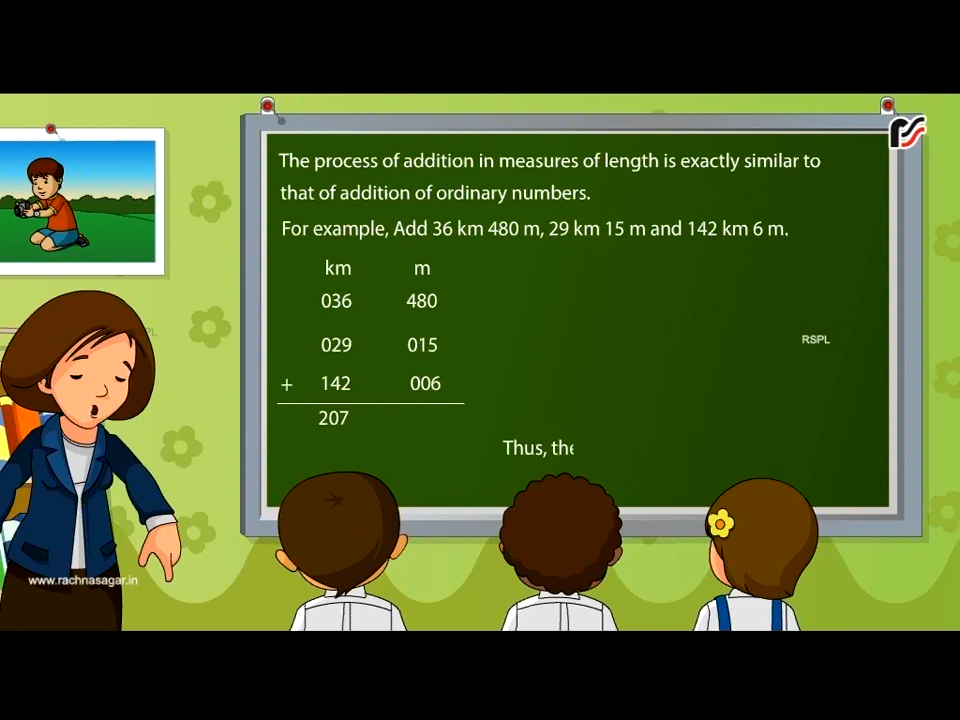 The process of addition in measures of length is exactly similar to
that of addition of ordinary numbers.
For example, Add 36 km 480 m, 29 km 15 m and 142 km 6 m.
km m
036 480
029 015
+ 142 006
207
Thus, the
RSPL
www.rachnasagar.in